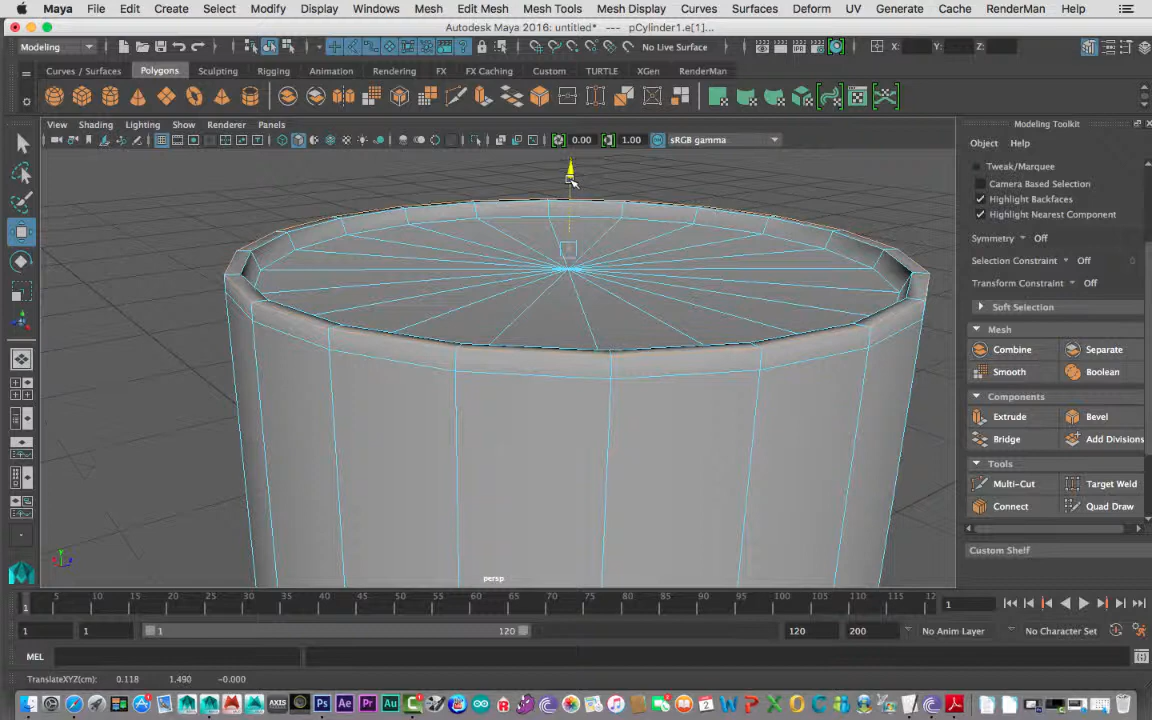 Maya File Edit Create Select Modify Display Windows Mesh Edit Mesh Mesh Tools Mesh Display Curves Surfaces Deform UV Generate Cache RenderMan
Autodesk Maya 2016: untitled* --- pCylinder1.e[1]...
Modeling No Live Surface X: Y: Z:
Curves / Surfaces Polygons Sculpting Rigging Animation Rendering FX FX Caching Custom TURTLE XGen RenderMan
View Shading Lighting Show Renderer Panels
Modeling Toolkit
0.00 1.00 sRGB gamma
Object Help
Tweak/Marquee
Camera Based Selection
Highlight Backfaces
Highlight Nearest Component
Symmetry Off
Selection Constraint Off 0
Transform Constraint Off
Soft Selection
Mesh
Combine Separate
Smooth Boolean
Components
Extrude Bevel
Bridge Add Divisions
Tools
Multi-Cut Target Weld
Connect Quad Draw
Custom Shelf
persp
1 5 10 15 20 25 30 35 40 45 50 55 60 65 70 75 80 85 90 95 100 105 110 115 12 1
1 1 1 120 120 200 No Anim Layer No Character Set
MEL
TranslateXYZ(cm): 0.118 1.490 -0.000
AXIS Ps Ae Pr Au